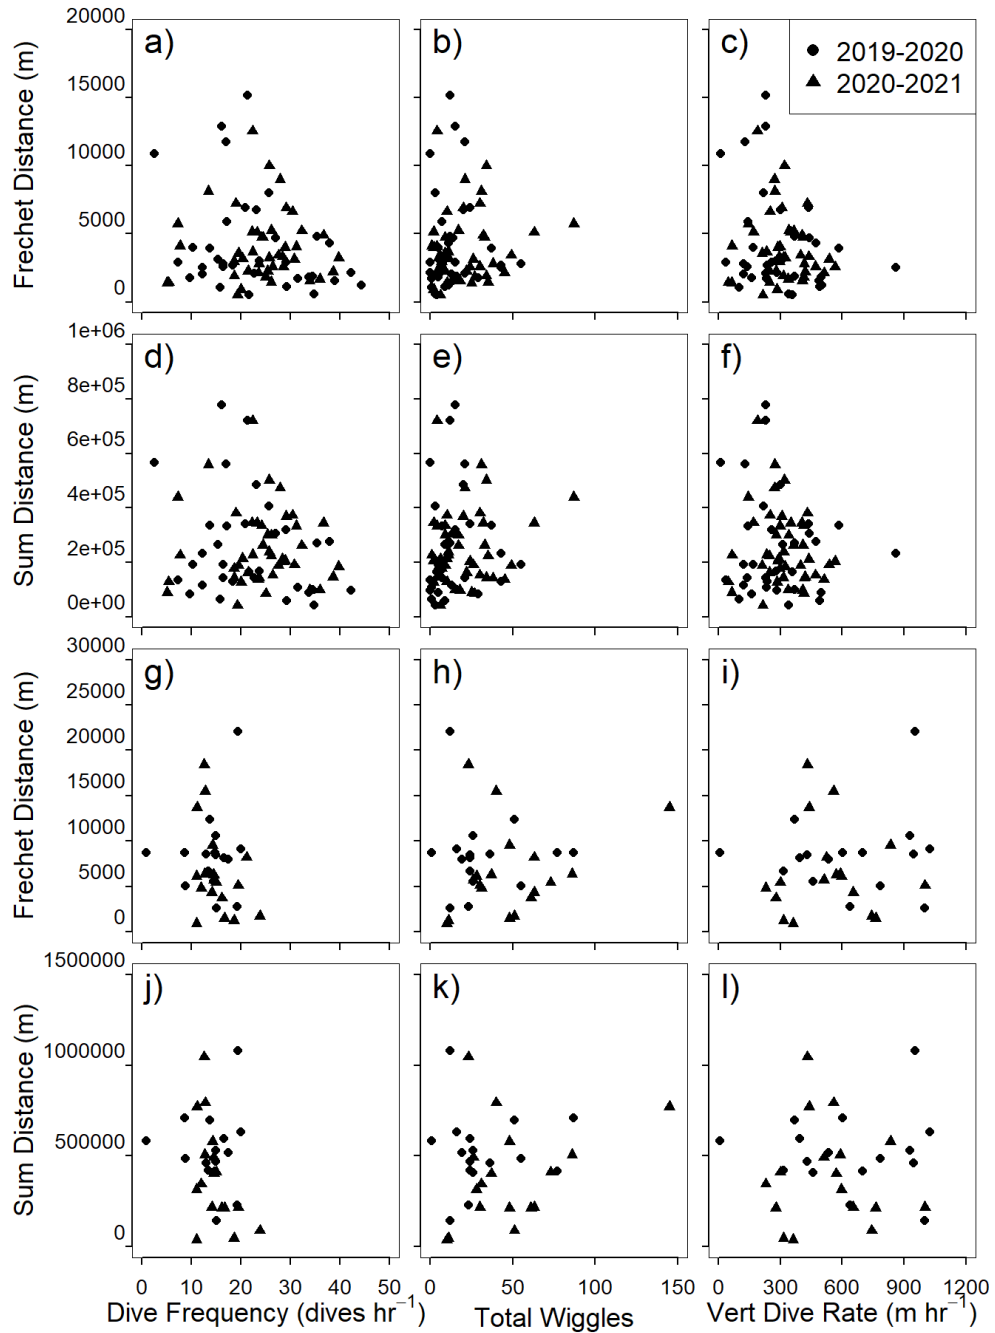 20000
15000
10000
5000
0
Frechet Distance (m)
a)
b)
c)
2019-2020
2020-2021
1e+06
8e+05
6e+05
4e+05
2e+05
0e+00
Sum Distance (m)
d)
e)
f)
30000
25000
20000
15000
10000
5000
0
Frechet Distance (m)
g)
h)
i)
1500000
1000000
500000
0
Sum Distance (m)
j)
k)
l)
0 10 20 30 40 50
0 50 100 150
0 300 600 900 1200
Dive Frequency (dives hr⁻¹)
Total Wiggles
Vert Dive Rate (m hr⁻¹)